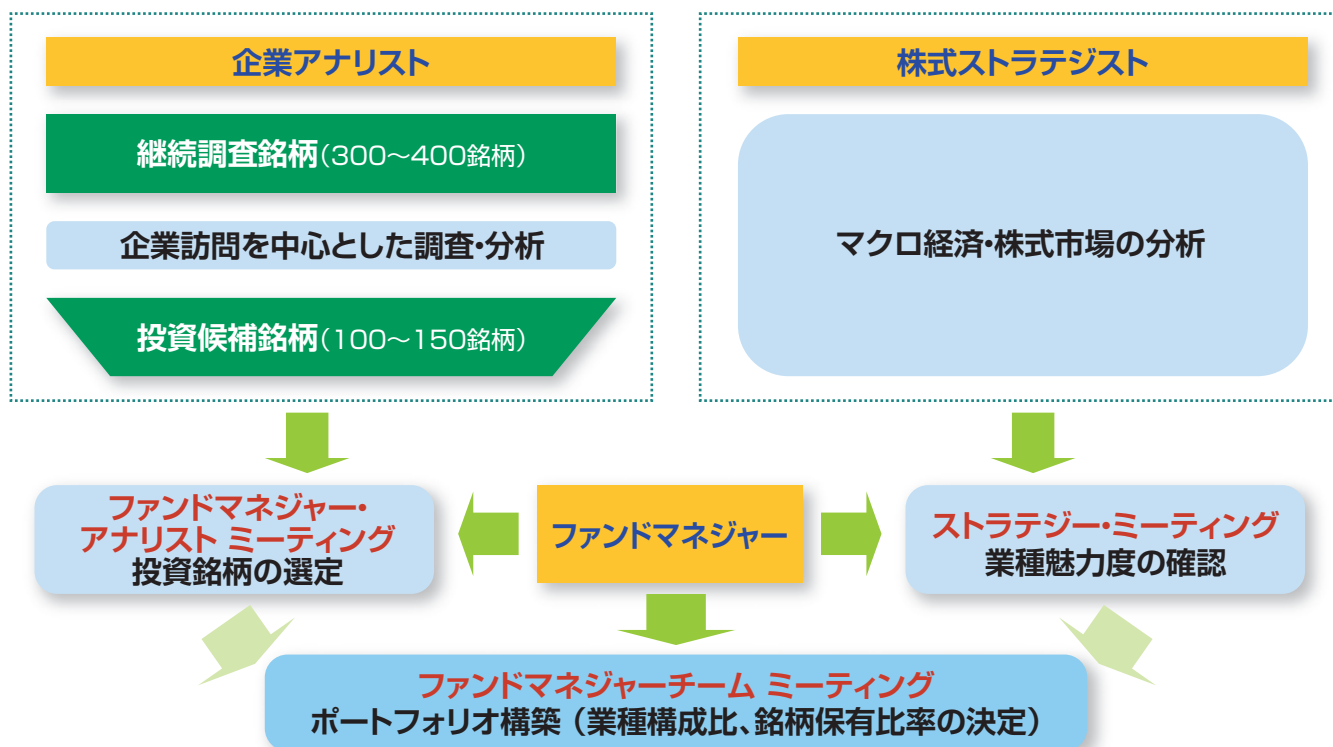 企業アナリスト
継続調査銘柄(300～400銘柄)
企業訪問を中心とした調査・分析
投資候補銘柄(100～150銘柄)
株式ストラテジスト
マクロ経済・株式市場の分析
ファンドマネジャー・
アナリスト ミーティング
投資銘柄の選定
ファンドマネジャー
ストラテジー・ミーティング
業種魅力度の確認
ファンドマネジャーチーム ミーティング
ポートフォリオ構築（業種構成比、銘柄保有比率の決定）